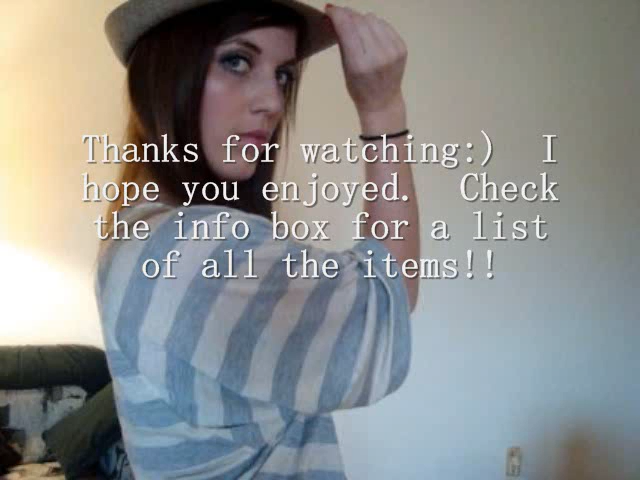 Thanks for watching:)  I
hope you enjoyed.  Check
the info box for a list
of all the items!!